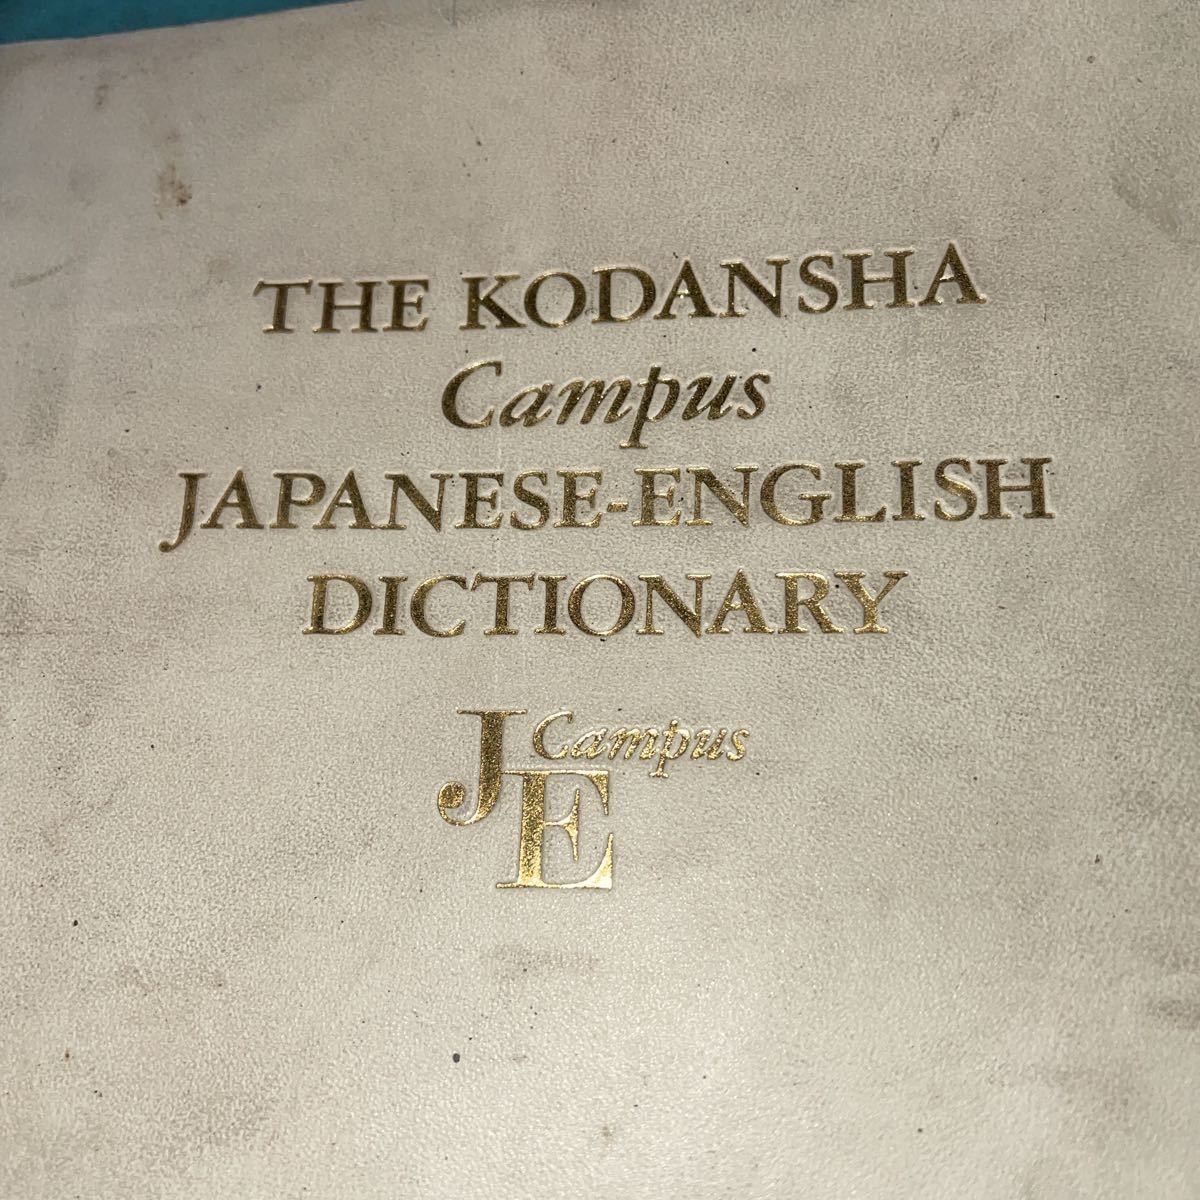 THE KODANSHA
Campus
JAPANESE-ENGLISH
DICTIONARY
J Campus
E